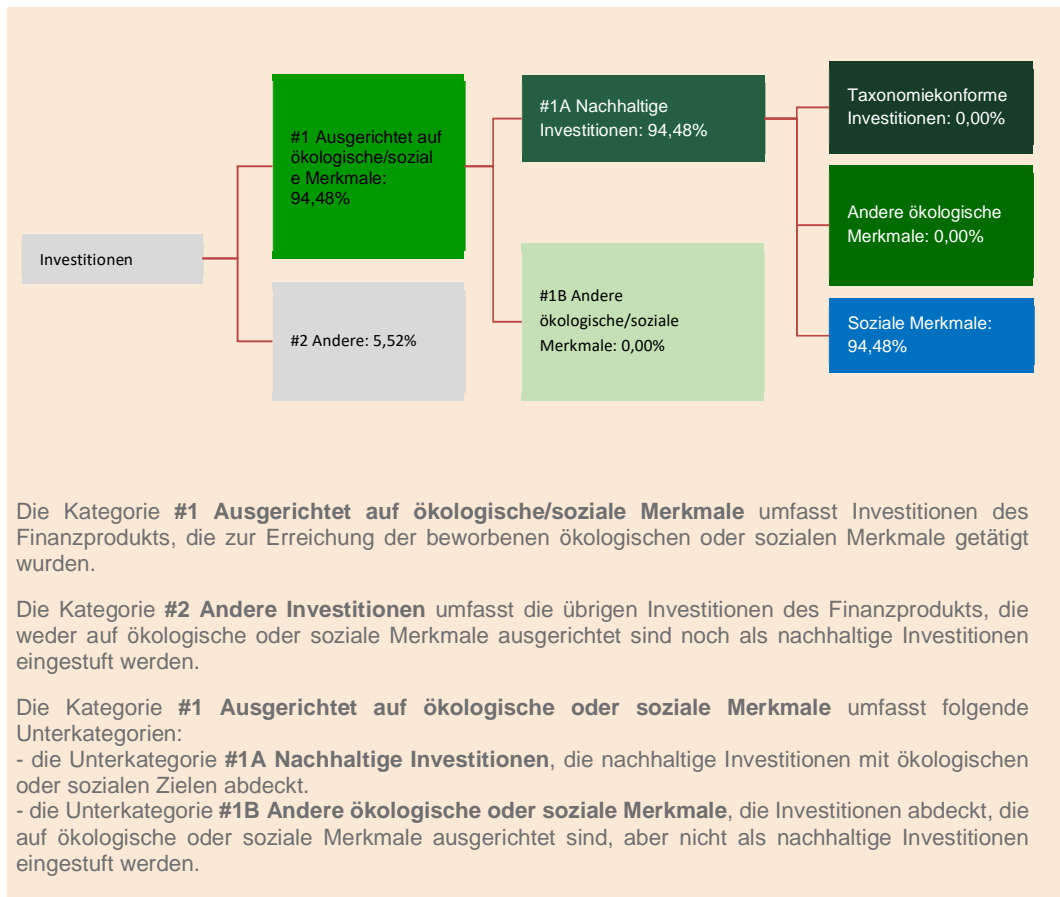 Investitionen
#1 Ausgerichtet auf
ökologische/sozial
e Merkmale:
94,48%
#2 Andere: 5,52%
#1A Nachhaltige
Investitionen: 94,48%
#1B Andere
ökologische/soziale
Merkmale: 0,00%
Taxonomiekonforme
Investitionen: 0,00%
Andere ökologische
Merkmale: 0,00%
Soziale Merkmale:
94,48%
Die Kategorie #1 Ausgerichtet auf ökologische/soziale Merkmale umfasst Investitionen des
Finanzprodukts, die zur Erreichung der beworbenen ökologischen oder sozialen Merkmale getätigt
wurden.
Die Kategorie #2 Andere Investitionen umfasst die übrigen Investitionen des Finanzprodukts, die
weder auf ökologische oder soziale Merkmale ausgerichtet sind noch als nachhaltige Investitionen
eingestuft werden.
Die Kategorie #1 Ausgerichtet auf ökologische oder soziale Merkmale umfasst folgende
Unterkategorien:
- die Unterkategorie #1A Nachhaltige Investitionen, die nachhaltige Investitionen mit ökologischen
oder sozialen Zielen abdeckt.
- die Unterkategorie #1B Andere ökologische oder soziale Merkmale, die Investitionen abdeckt, die
auf ökologische oder soziale Merkmale ausgerichtet sind, aber nicht als nachhaltige Investitionen
eingestuft werden.